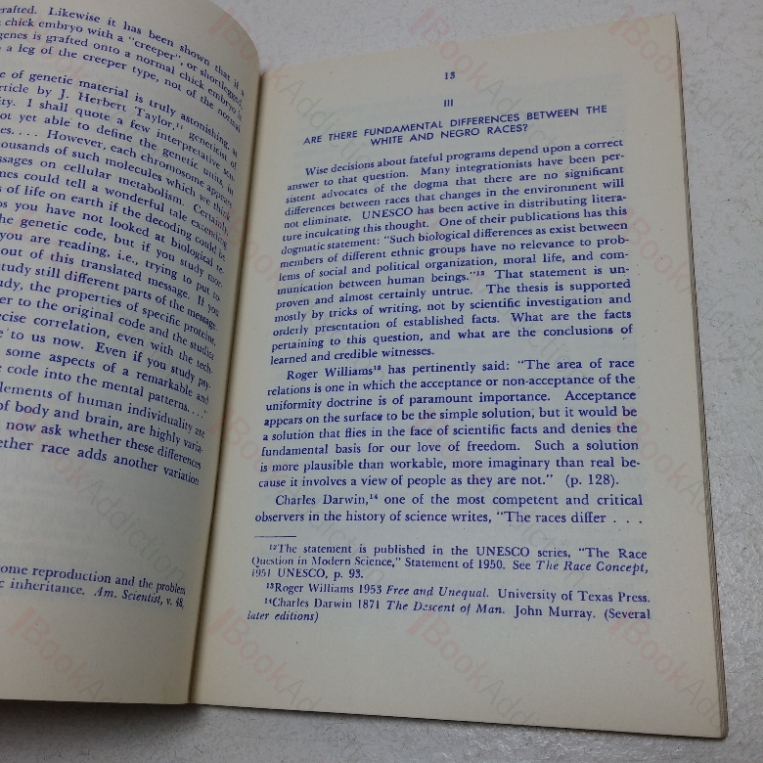 rafted. Likewise it has been shown that if a
chick embryo with a "creeper", or shortlegged,
genes is grafted onto a normal chick embryo
a leg of the creeper type, not of the normal
e of genetic material is truly astonishing,
rticle by J. Herbert Taylor,¹¹ geneticist of
ity. I shall quote a few interpretative
ot yet able to define the genetic units, in
es.... However, each chromosome
housands of such molecules which we think
ssages on cellular metabolism. Certainly,
mes could tell a wonderful tale extending
s of life on earth if the decoding could be
ps you have not looked at biological
the genetic code, but if you study
you are reading, i.e., trying to put
out of this translated message. If you
tudy still different parts of the message.
dy, the properties of specific proteins,
er to the original code and the studies
ecise correlation, even with the
e to us now. Even if you study
some aspects of a remarkable and
e code into the mental patterns...."
lements of human individuality are
of body and brain, are highly
now ask whether these differences
ether race adds another variation
ome reproduction and the problem
c inheritance. Am. Scientist, v. 48,
13
III
ARE THERE FUNDAMENTAL DIFFERENCES BETWEEN THE
WHITE AND NEGRO RACES?
Wise decisions about fateful programs depend upon a correct
answer to that question. Many integrationists have been per-
sistent advocates of the dogma that there are no significant
differences between races that changes in the environment will
not eliminate. UNESCO has been active in distributing litera-
ture inculcating this thought. One of their publications has this
dogmatic statement: "Such biological differences as exist between
members of different ethnic groups have no relevance to prob-
lems of social and political organization, moral life, and com-
munication between human beings."¹² That statement is un-
proven and almost certainly untrue. The thesis is supported
mostly by tricks of writing, not by scientific investigation and
orderly presentation of established facts. What are the facts
pertaining to this question, and what are the conclusions of
learned and credible witnesses.
Roger Williams¹³ has pertinently said: "The area of race
relations is one in which the acceptance or non-acceptance of the
uniformity doctrine is of paramount importance. Acceptance
appears on the surface to be the simple solution, but it would be
a solution that flies in the face of scientific facts and denies the
fundamental basis for our love of freedom. Such a solution
is more plausible than workable, more imaginary than real be-
cause it involves a view of people as they are not." (p. 128).
Charles Darwin,¹⁴ one of the most competent and critical
observers in the history of science writes, "The races differ . . .
¹²The statement is published in the UNESCO series, "The Race
Question in Modern Science," Statement of 1950. See The Race Concept,
1951 UNESCO, p. 93.
¹³Roger Williams 1953 Free and Unequal. University of Texas Press.
¹⁴Charles Darwin 1871 The Descent of Man. John Murray. (Several
later editions)
BookAddiction